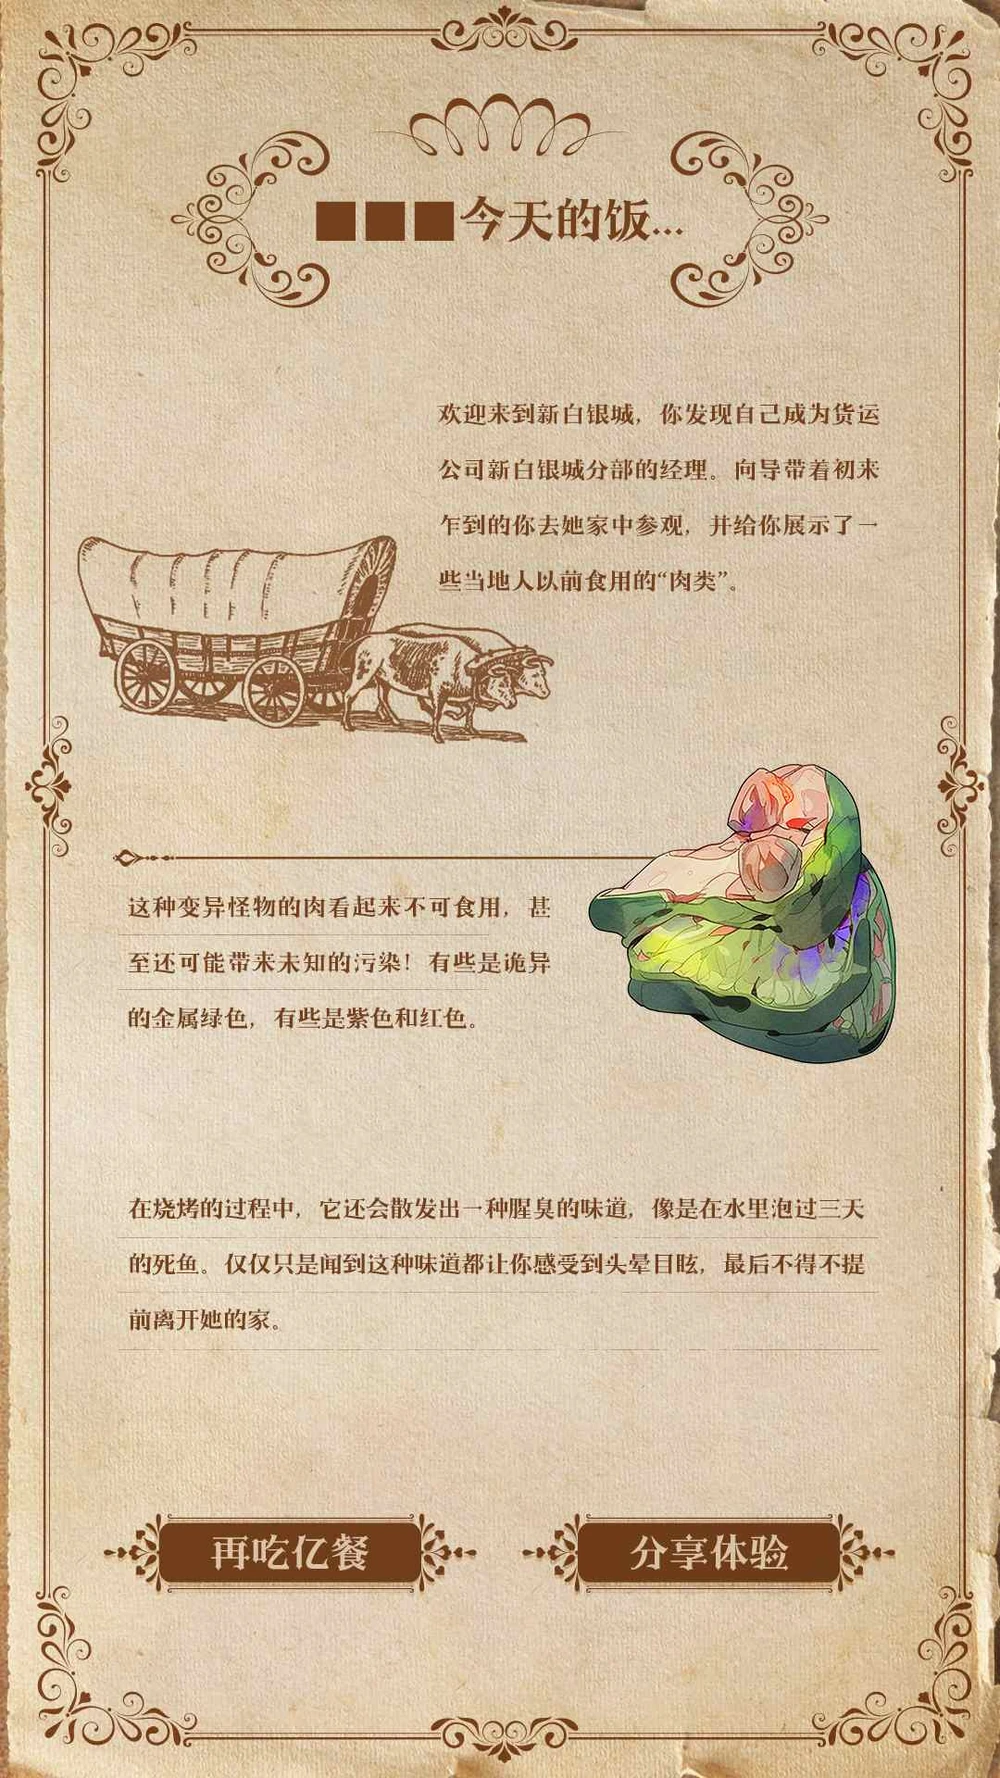 ■■■今天的饭...
欢迎来到新白银城，你发现自己成为货运
公司新白银城分部的经理。向导带着初来
乍到的你去她家中参观，并给你展示了一
些当地人以前食用的“肉类”。
这种变异怪物的肉看起来不可食用，甚
至还可能带来未知的污染！有些是诡异
的金属绿色，有些是紫色和红色。
在烧烤的过程中，它还会散发出一种腥臭的味道，像是在水里泡过三天
的死鱼。仅仅只是闻到这种味道都让你感受到头晕目眩，最后不得不提
前离开她的家。
再吃亿餐
分享体验